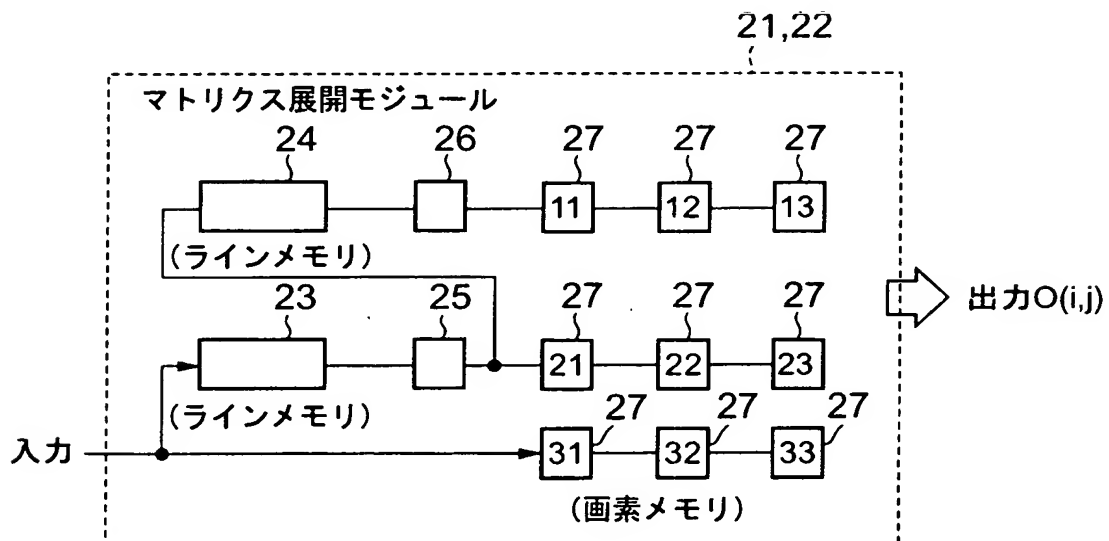 21,22
マトリクス展開モジュール
24 26 27 27 27
11 12 13
(ラインメモリ)
23 25 27 27 27
21 22 23
出力O(i,j)
(ラインメモリ)
27 27 27
入力
31 32 33
(画素メモリ)